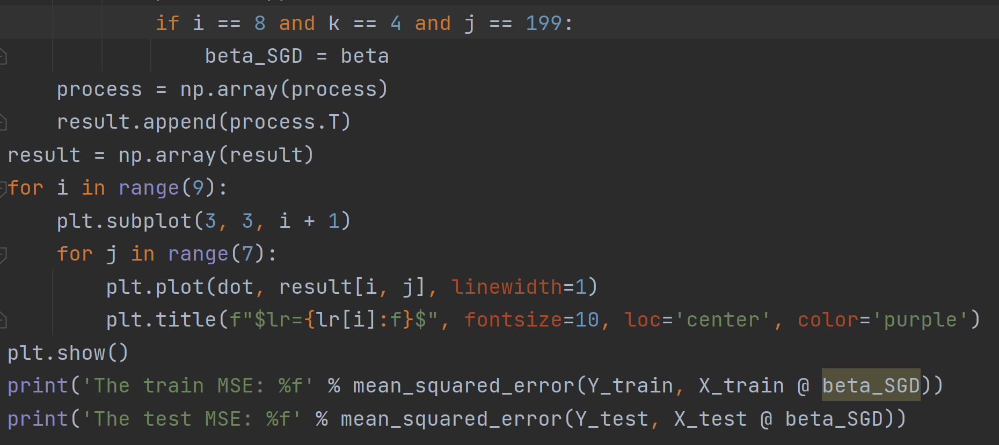 if i == 8 and k == 4 and j == 199:
beta_SGD = beta
process = np.array(process)
result.append(process.T)
result = np.array(result)
for i in range(9):
plt.subplot(3, 3, i + 1)
for j in range(7):
plt.plot(dot, result[i, j], linewidth=1)
plt.title(f"$lr={lr[i]:f}$", fontsize=10, loc='center', color='purple')
plt.show()
print('The train MSE: %f' % mean_squared_error(Y_train, X_train @ beta_SGD))
print('The test MSE: %f' % mean_squared_error(Y_test, X_test @ beta_SGD))